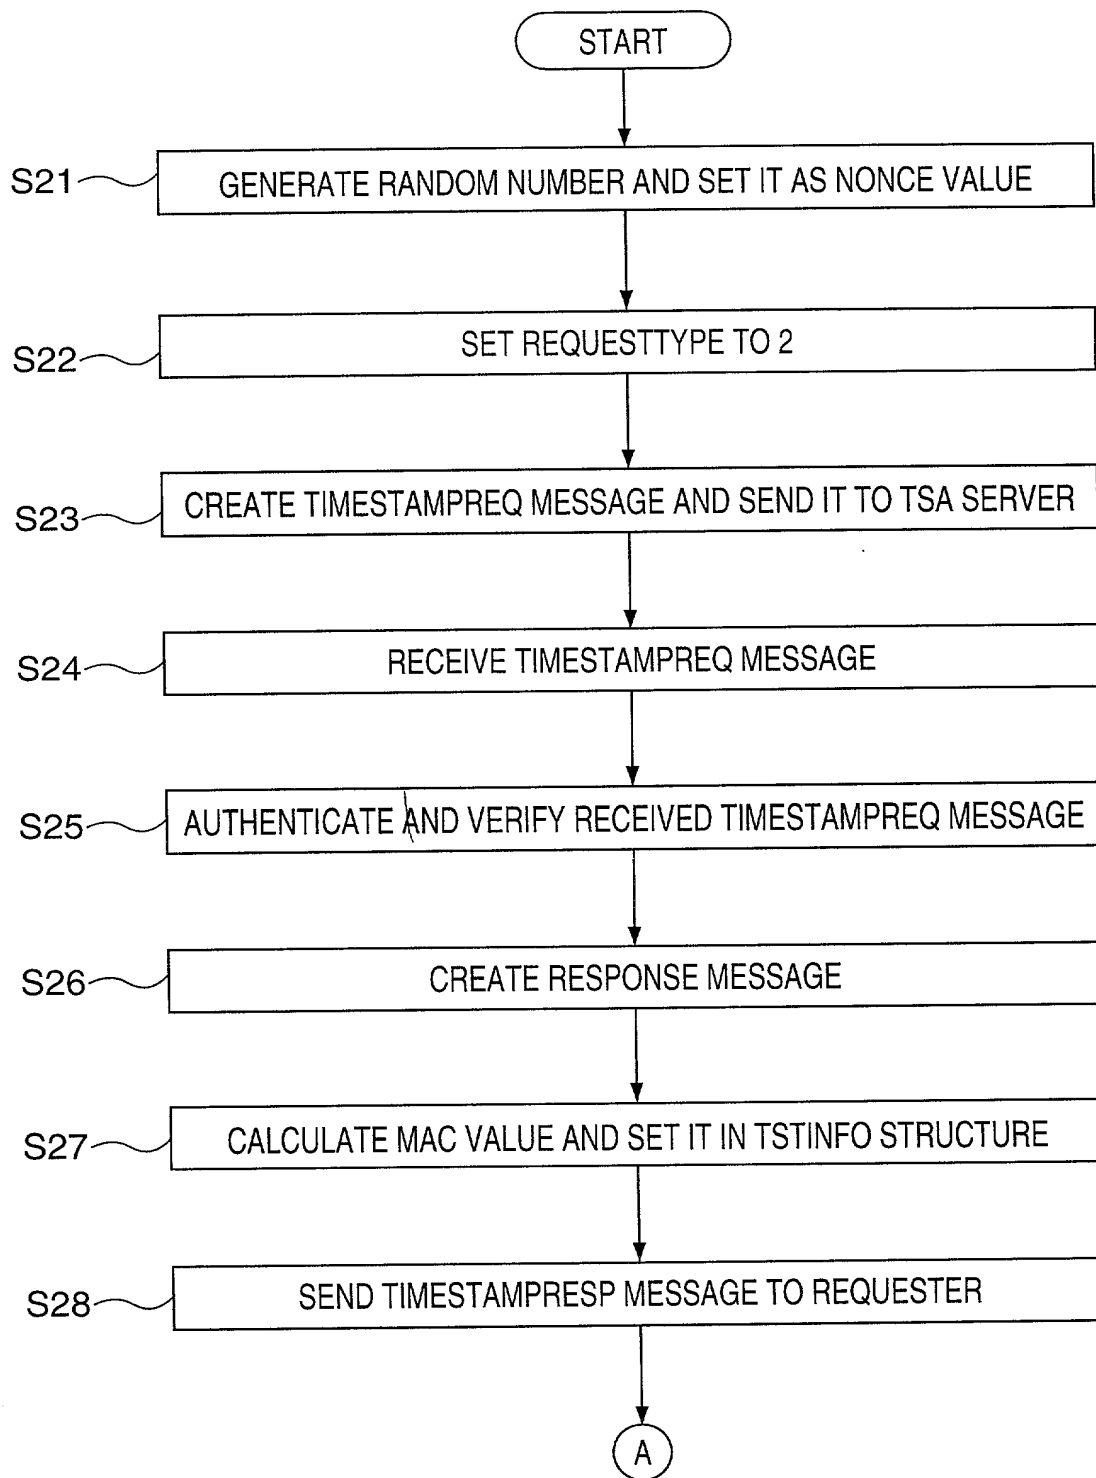 START
S21
GENERATE RANDOM NUMBER AND SET IT AS NONCE VALUE
S22
SET REQUESTTYPE TO 2
S23
CREATE TIMESTAMPREQ MESSAGE AND SEND IT TO TSA SERVER
S24
RECEIVE TIMESTAMPREQ MESSAGE
S25
AUTHENTICATE AND VERIFY RECEIVED TIMESTAMPREQ MESSAGE
S26
CREATE RESPONSE MESSAGE
S27
CALCULATE MAC VALUE AND SET IT IN TSTINFO STRUCTURE
S28
SEND TIMESTAMPRESP MESSAGE TO REQUESTER
A